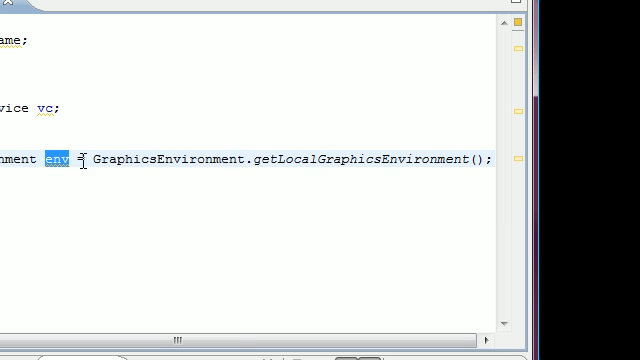 ame;
vice vc;
nment env = GraphicsEnvironment.getLocalGraphicsEnvironment();